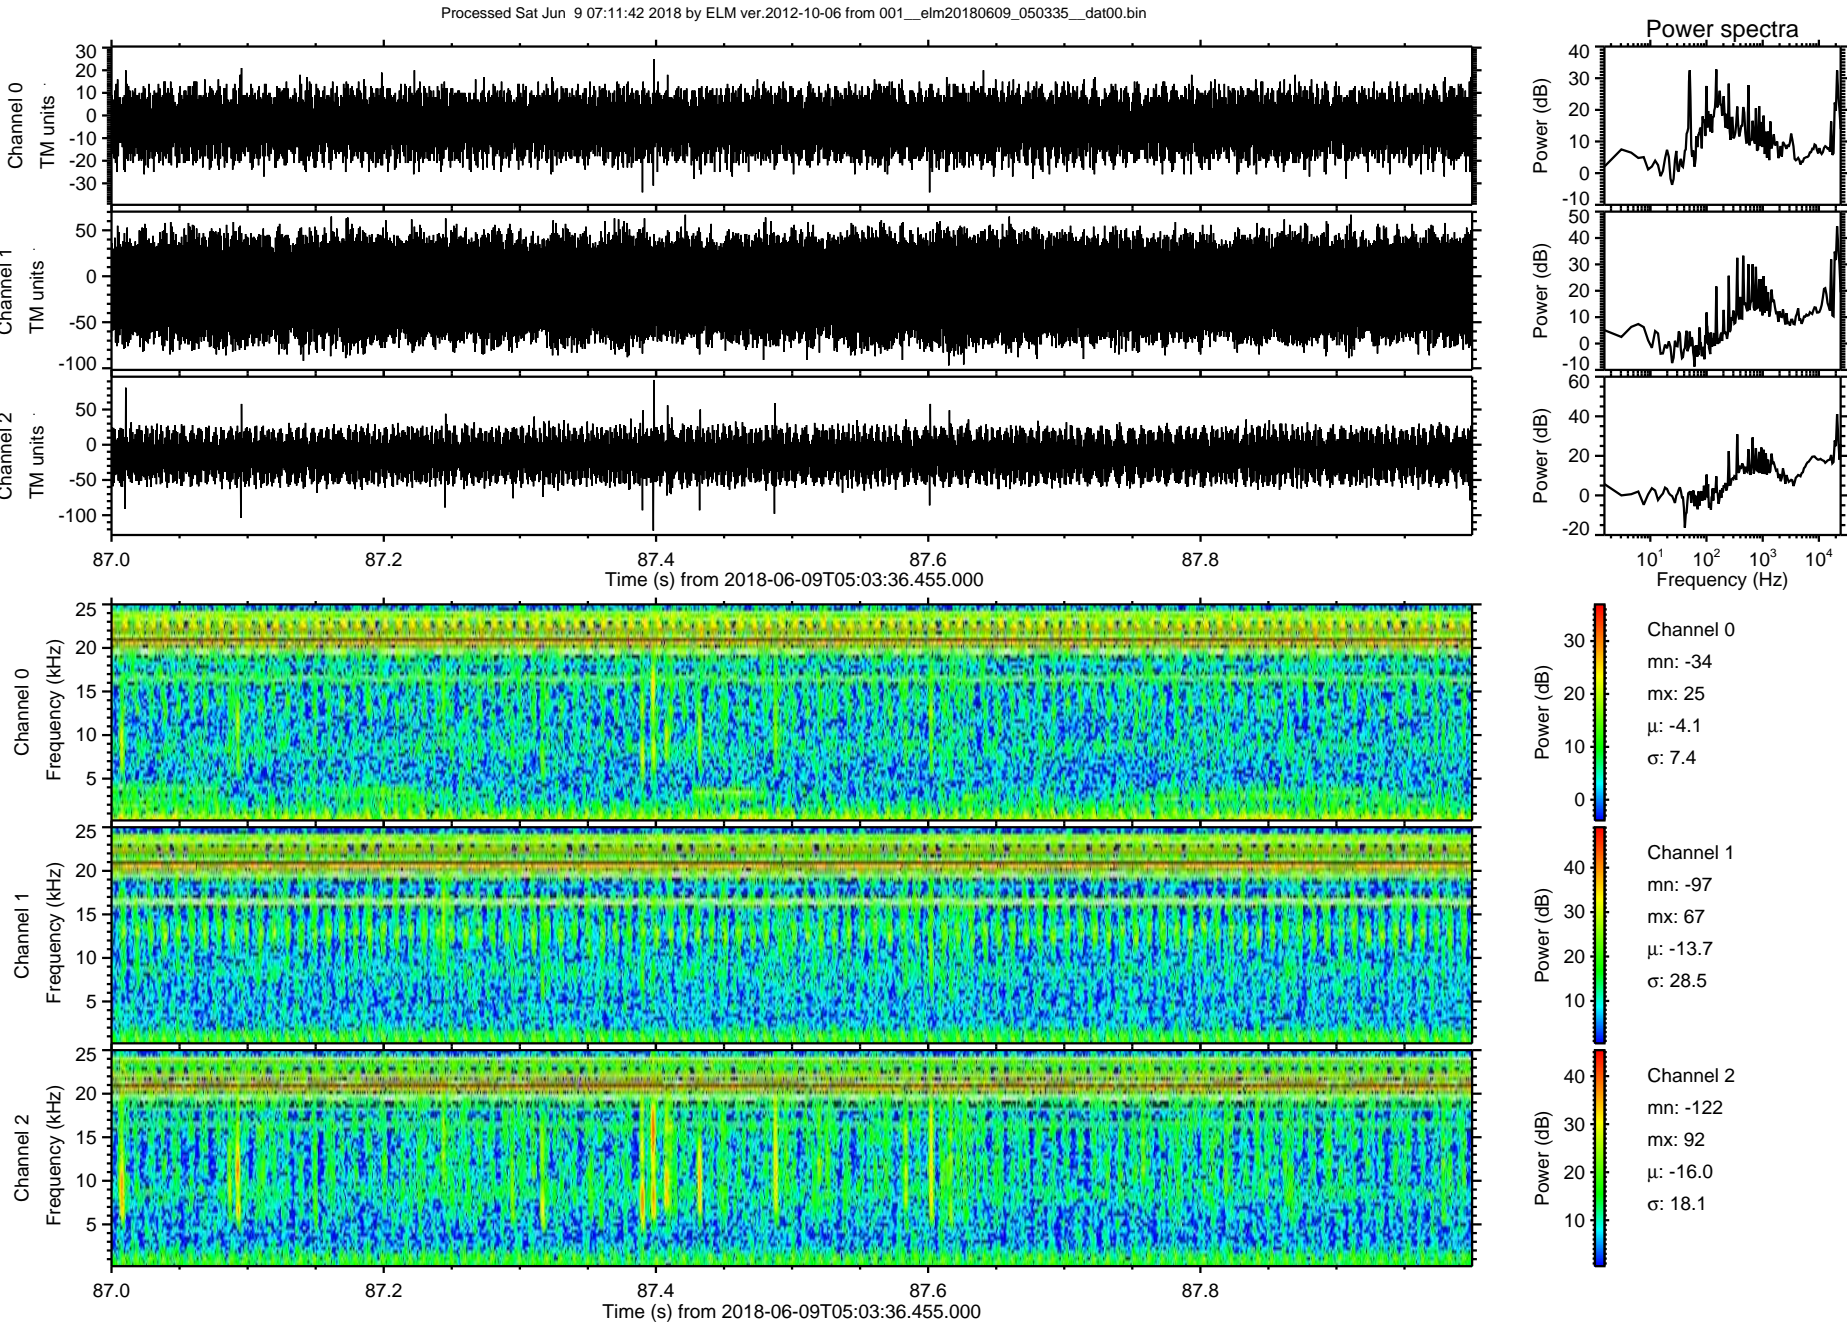 Processed Sat Jun  9 07:11:42 2018 by ELM ver.2012-10-06 from 001__elm20180609_050335__dat00.bin
Power spectra
Channel 0
TM units
30
20
10
0
-10
-20
-30
Power (dB)
40
30
20
10
0
-10
Channel 1
TM units
50
0
-50
-100
Power (dB)
50
40
30
20
10
0
-10
Channel 2
TM units
50
0
-50
-100
Power (dB)
60
40
20
0
-20
87.0 87.2 87.4 87.6 87.8
Time (s) from 2018-06-09T05:03:36.455.000
10¹ 10² 10³ 10⁴
Frequency (Hz)
Channel 0
Frequency (kHz)
25
20
15
10
5
Power (dB)
30
20
10
0
Channel 0
mn: -34
mx: 25
μ: -4.1
σ: 7.4
Channel 1
Frequency (kHz)
25
20
15
10
5
Power (dB)
40
30
20
10
Channel 1
mn: -97
mx: 67
μ: -13.7
σ: 28.5
Channel 2
Frequency (kHz)
25
20
15
10
5
Power (dB)
40
30
20
10
Channel 2
mn: -122
mx: 92
μ: -16.0
σ: 18.1
87.0 87.2 87.4 87.6 87.8
Time (s) from 2018-06-09T05:03:36.455.000